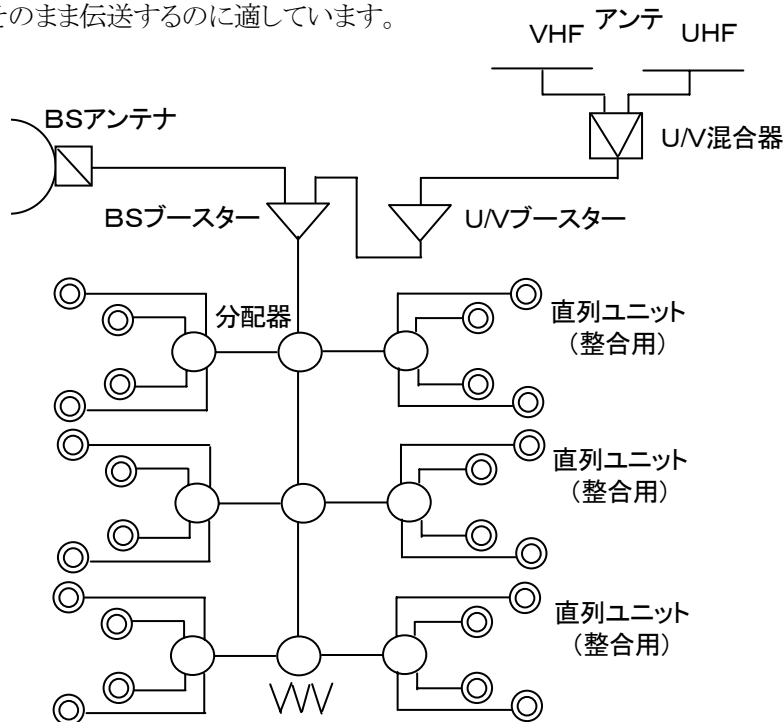 そのまま伝送するのに適しています。
アンテ
VHF
UHF
BSアンテナ
U/V混合器
BSブースター
U/Vブースター
分配器
直列ユニット
（整合用）
直列ユニット
（整合用）
直列ユニット
（整合用）